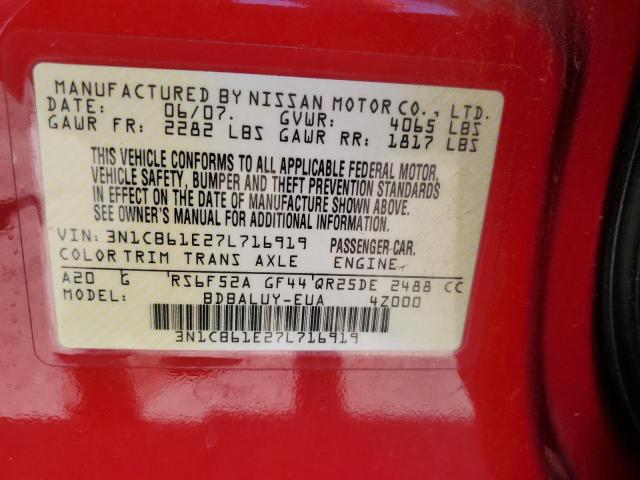 MANUFACTURED BY NISSAN MOTOR CO., LTD.
DATE: 06/07. GVWR: 4065 LBS
GAWR FR: 2282 LBS GAWR RR: 1817 LBS
THIS VEHICLE CONFORMS TO ALL APPLICABLE FEDERAL MOTOR,
VEHICLE SAFETY, BUMPER AND THEFT PREVENTION STANDARDS
IN EFFECT ON THE DATE OF MANUFACTURE SHOWN ABOVE.
SEE OWNER'S MANUAL FOR ADDITIONAL INFORMATION.
VIN: 3N1CB61E27L716919 PASSENGER-CAR.
COLOR TRIM TRANS AXLE ENGINE
A20 G RS6F52A GF44 QR25DE 2488 CC
MODEL: BDBALUY-EUA 4Z000
3N1CB61E27L716919